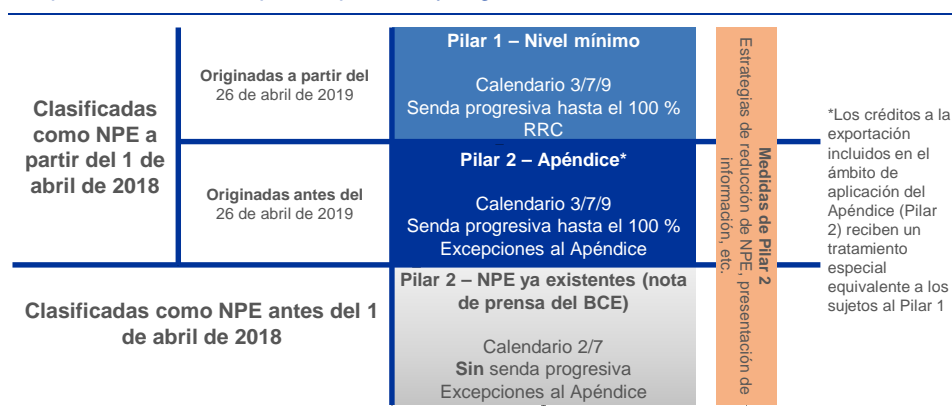 Clasificadas
como NPE a
partir del 1 de
abril de 2018
Originadas a partir del
26 de abril de 2019
Pilar 1 – Nivel mínimo
Calendario 3/7/9
Senda progresiva hasta el 100 %
RRC
Originadas antes del
26 de abril de 2019
Pilar 2 – Apéndice*
Calendario 3/7/9
Senda progresiva hasta el 100 %
Excepciones al Apéndice
Clasificadas como NPE antes del 1
de abril de 2018
Pilar 2 – NPE ya existentes (nota
de prensa del BCE)
Calendario 2/7
Sin senda progresiva
Excepciones al Apéndice
Medidas de Pilar 2
Estrategias de reducción de NPE, presentación de
información, etc.
*Los créditos a la
exportación
incluidos en el
ámbito de
aplicación del
Apéndice (Pilar
2) reciben un
tratamiento
especial
equivalente a los
sujetos al Pilar 1